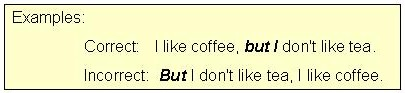 Examples:
Correct: I like coffee, but I don't like tea.
Incorrect: But I don't like tea, I like coffee.